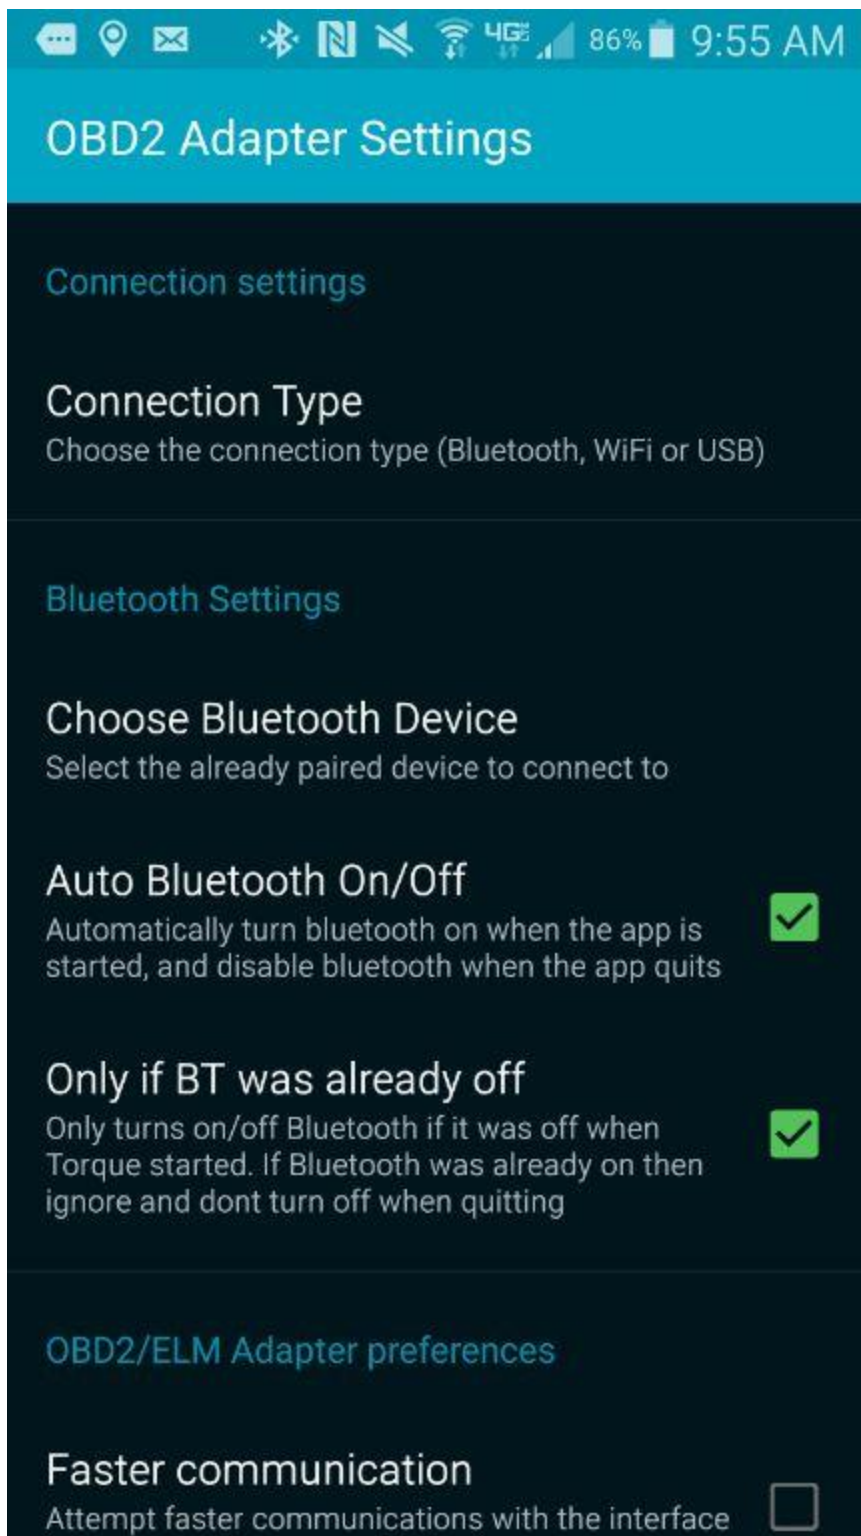 4G 86% 9:55 AM
OBD2 Adapter Settings
Connection settings
Connection Type
Choose the connection type (Bluetooth, WiFi or USB)
Bluetooth Settings
Choose Bluetooth Device
Select the already paired device to connect to
Auto Bluetooth On/Off
Automatically turn bluetooth on when the app is
started, and disable bluetooth when the app quits
Only if BT was already off
Only turns on/off Bluetooth if it was off when
Torque started. If Bluetooth was already on then
ignore and dont turn off when quitting
OBD2/ELM Adapter preferences
Faster communication
Attempt faster communications with the interface